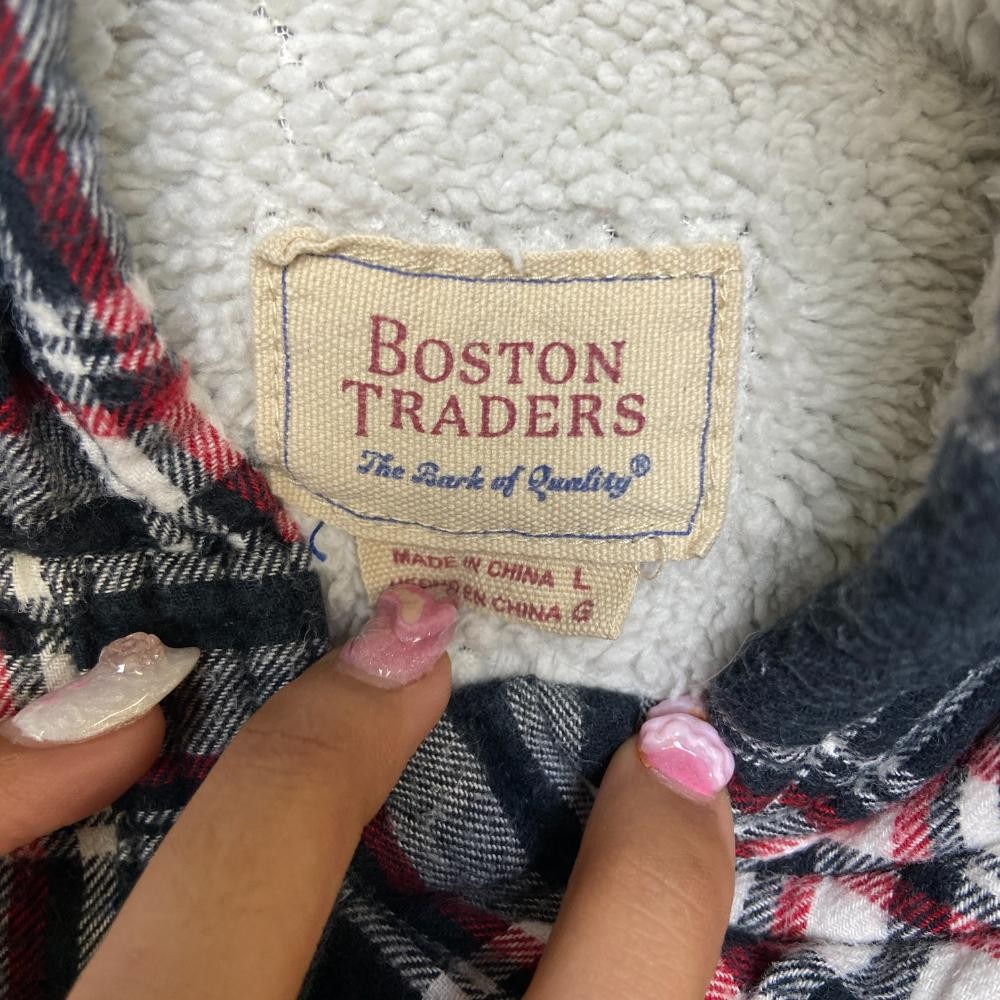 BOSTON
TRADERS
The Bark of Quality®
MADE IN CHINA L
EN CHINA G